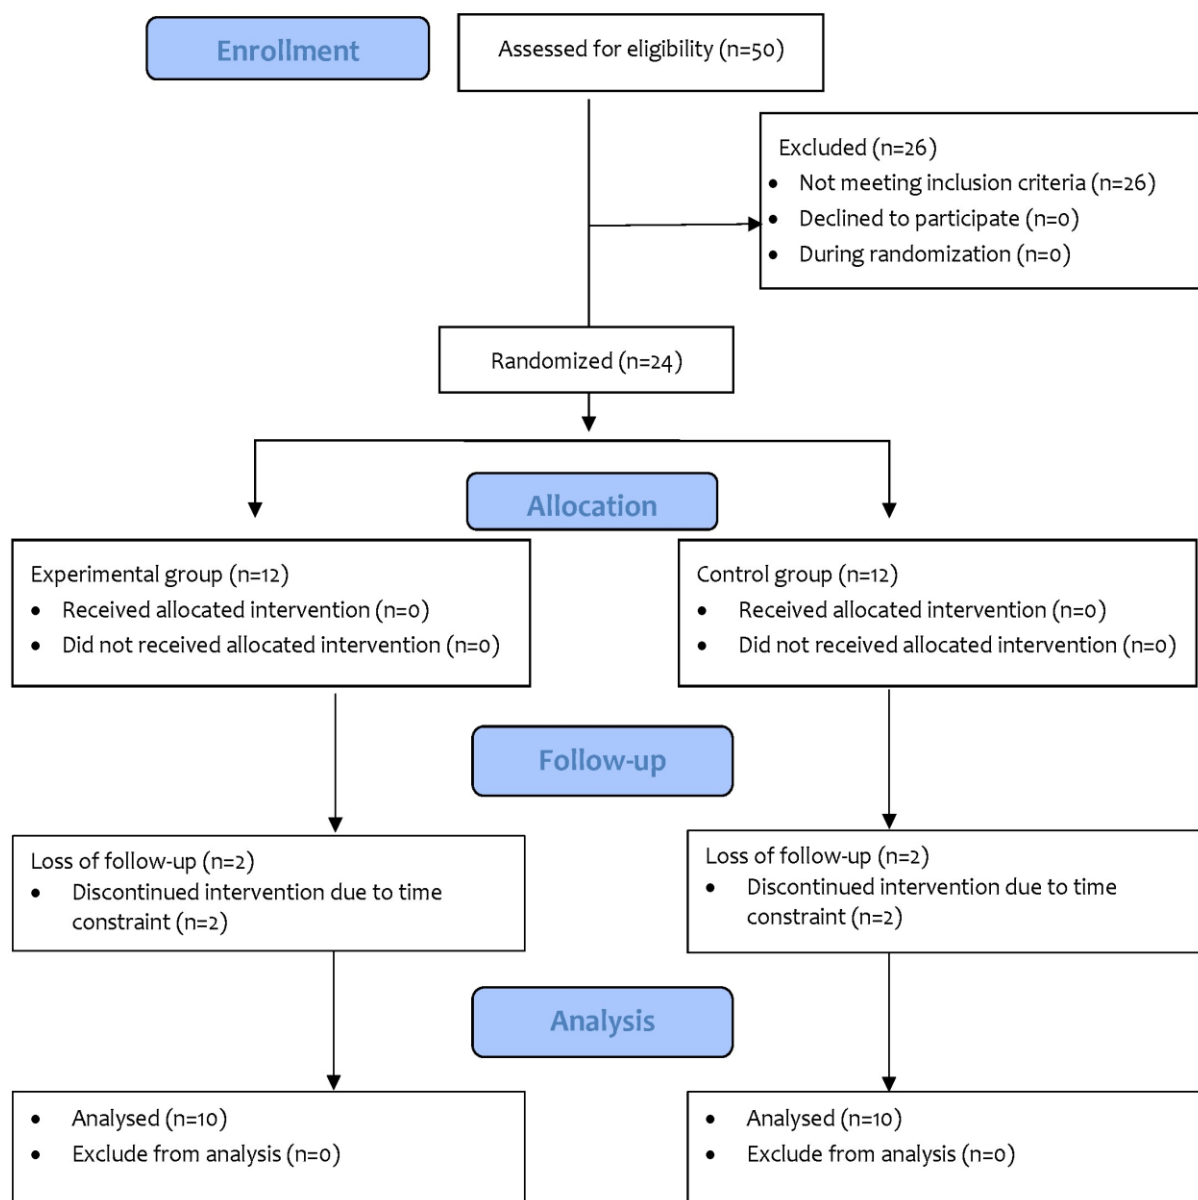 Enrollment
Assessed for eligibility (n=50)
Excluded (n=26)
• Not meeting inclusion criteria (n=26)
• Declined to participate (n=0)
• During randomization (n=0)
Randomized (n=24)
Allocation
Experimental group (n=12)
• Received allocated intervention (n=0)
• Did not received allocated intervention (n=0)
Control group (n=12)
• Received allocated intervention (n=0)
• Did not received allocated intervention (n=0)
Follow-up
Loss of follow-up (n=2)
• Discontinued intervention due to time
constraint (n=2)
Loss of follow-up (n=2)
• Discontinued intervention due to time
constraint (n=2)
Analysis
• Analysed (n=10)
• Exclude from analysis (n=0)
• Analysed (n=10)
• Exclude from analysis (n=0)